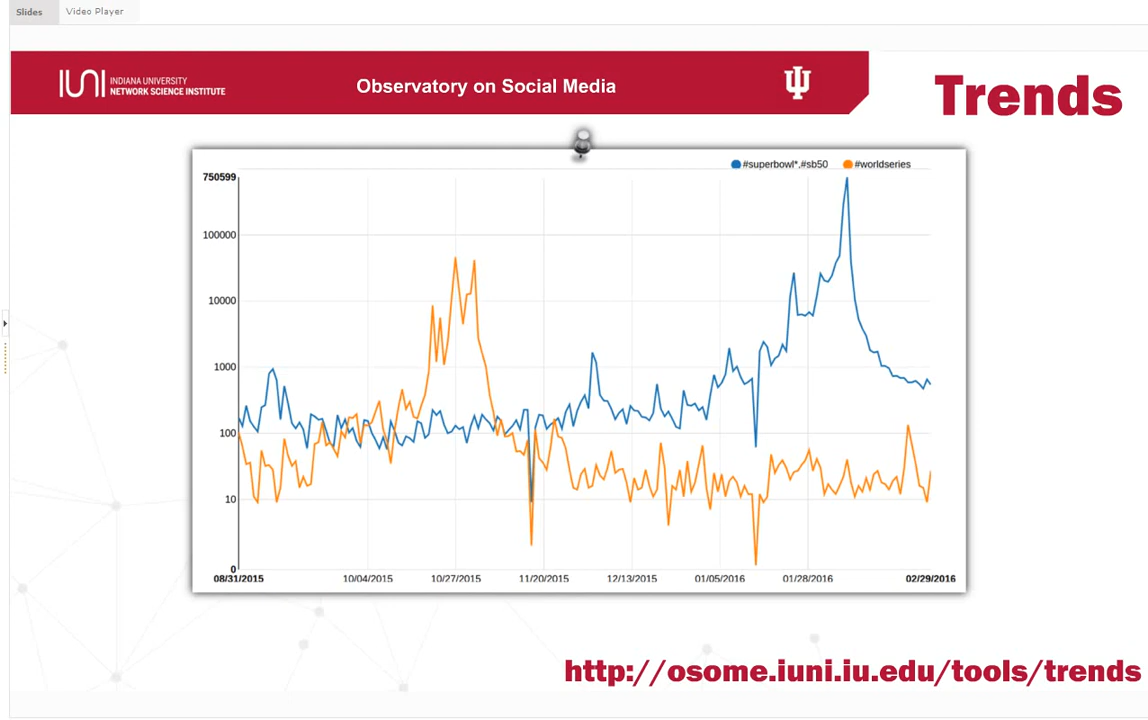 Slides
Video Player
INDIANA UNIVERSITY
NETWORK SCIENCE INSTITUTE
Observatory on Social Media
Trends
#superbowl*,#sb50
#worldseries
750599
100000
10000
1000
100
10
0
08/31/2015
10/04/2015
10/27/2015
11/20/2015
12/13/2015
01/05/2016
01/28/2016
02/29/2016
http://osome.iuni.iu.edu/tools/trends